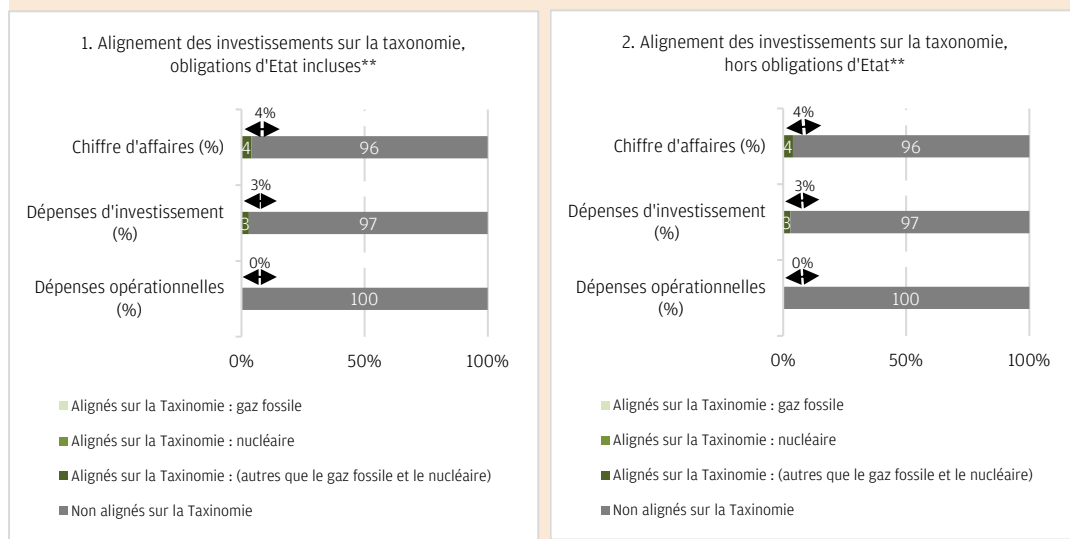 1. Alignement des investissements sur la taxonomie,
obligations d'Etat incluses**
4%
Chiffre d'affaires (%)
4
96
3%
Dépenses d'investissement
(%)
3
97
0%
Dépenses opérationnelles
(%)
100
0%
50%
100%
Alignés sur la Taxinomie : gaz fossile
Alignés sur la Taxinomie : nucléaire
Alignés sur la Taxinomie : (autres que le gaz fossile et le nucléaire)
Non alignés sur la Taxinomie
2. Alignement des investissements sur la taxonomie,
hors obligations d'Etat**
4%
Chiffre d'affaires (%)
4
96
3%
Dépenses d'investissement
(%)
3
97
0%
Dépenses opérationnelles
(%)
100
0%
50%
100%
Alignés sur la Taxinomie : gaz fossile
Alignés sur la Taxinomie : nucléaire
Alignés sur la Taxinomie : (autres que le gaz fossile et le nucléaire)
Non alignés sur la Taxinomie